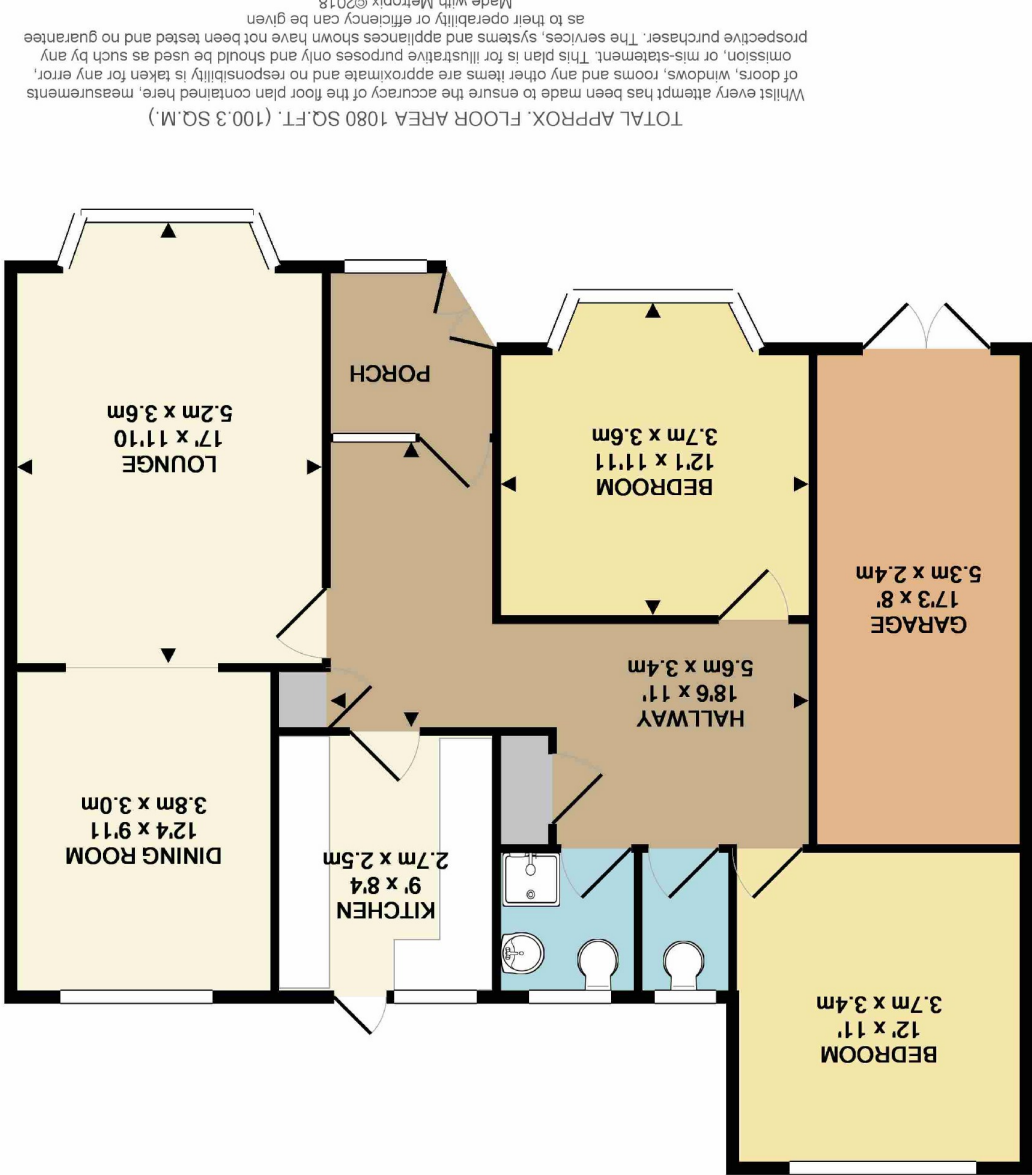 BEDROOM
12' x 11'
3.7m x 3.4m
KITCHEN
9' x 8'4
2.7m x 2.5m
DINING ROOM
12'4 x 9'11
3.8m x 3.0m
HALLWAY
18'6 x 11'
5.6m x 3.4m
GARAGE
17'3 x 8'
5.3m x 2.4m
BEDROOM
12'1 x 11'11
3.7m x 3.6m
LOUNGE
17' x 11'10
5.2m x 3.6m
PORCH
TOTAL APPROX. FLOOR AREA 1080 SQ.FT. (100.3 SQ.M.)
Whilst every attempt has been made to ensure the accuracy of the floor plan contained here, measurements
of doors, windows, rooms and any other items are approximate and no responsibility is taken for any error,
omission, or mis-statement. This plan is for illustrative purposes only and should be used as such by any
prospective purchaser. The services, systems and appliances shown have not been tested and no guarantee
as to their operability or efficiency can be given
Made with Metropix ©2018